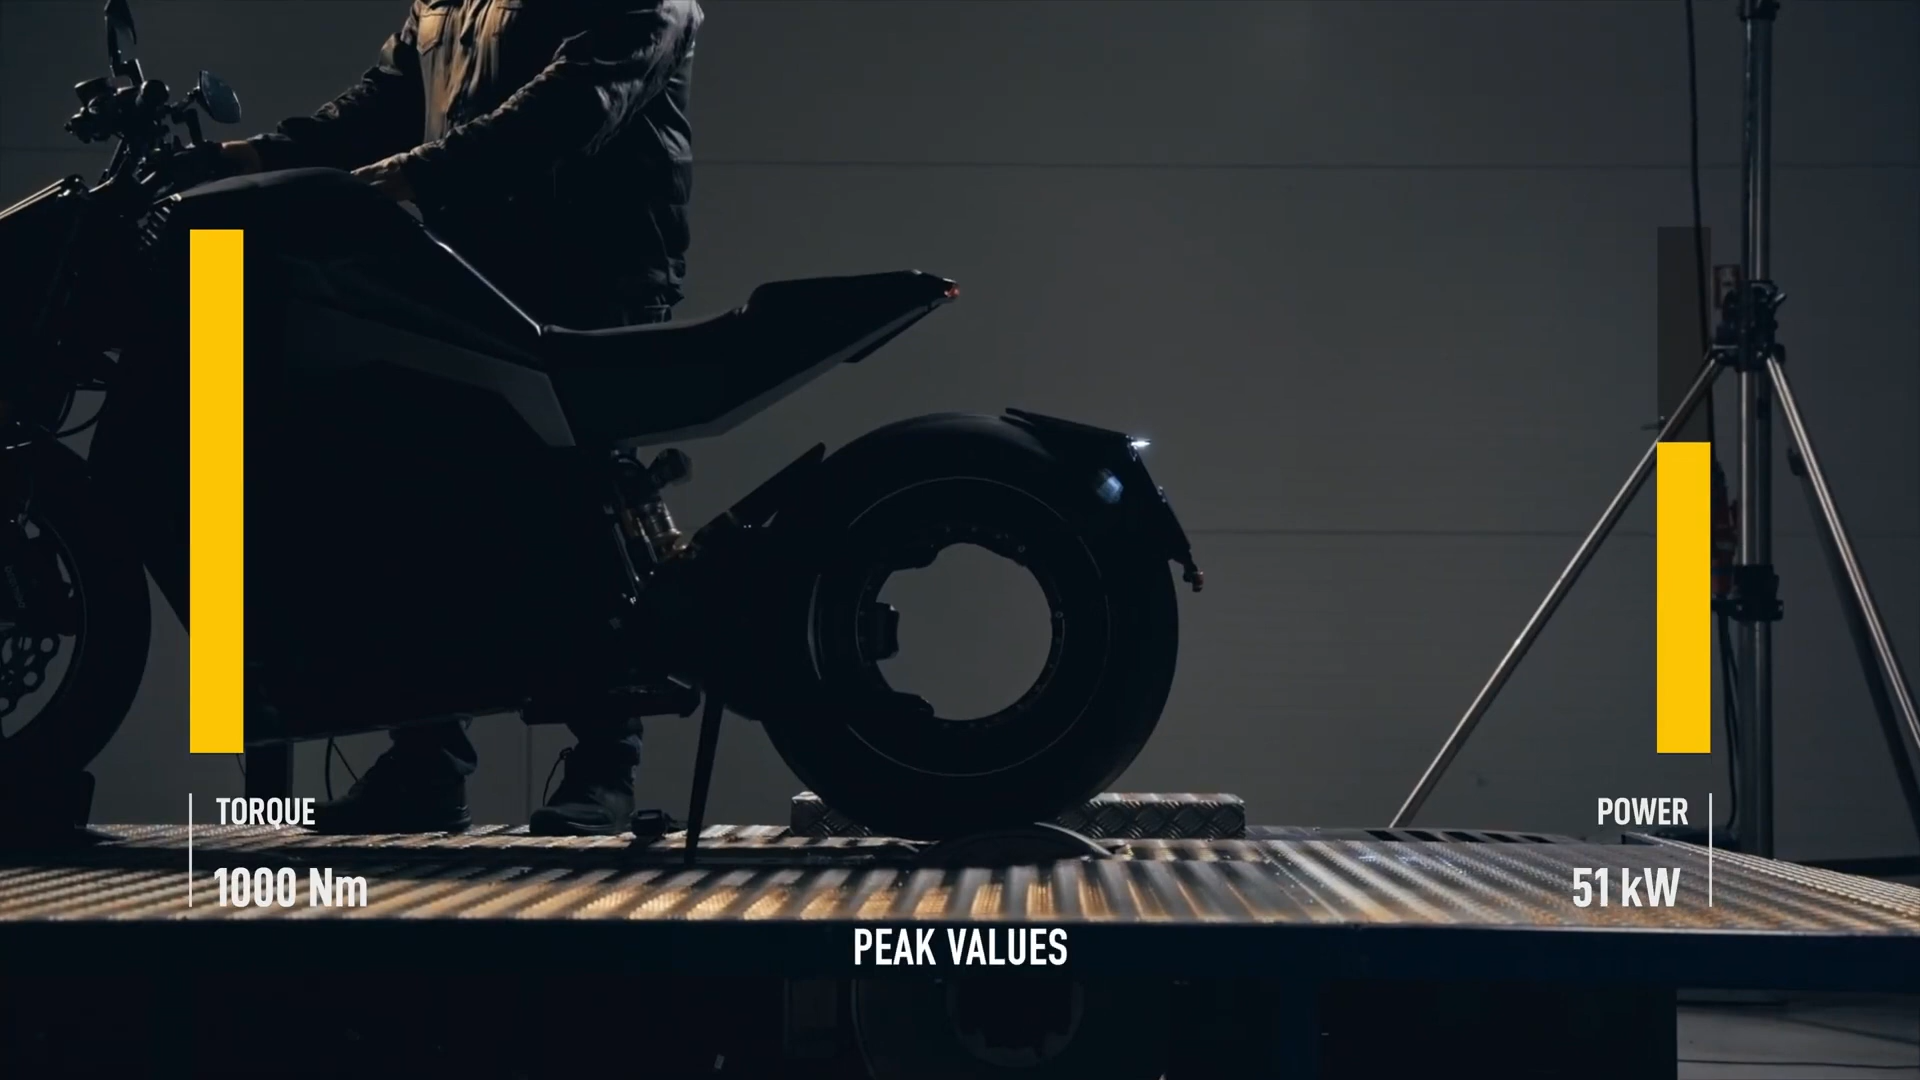 TORQUE
1000 Nm
POWER
51 kW
PEAK VALUES